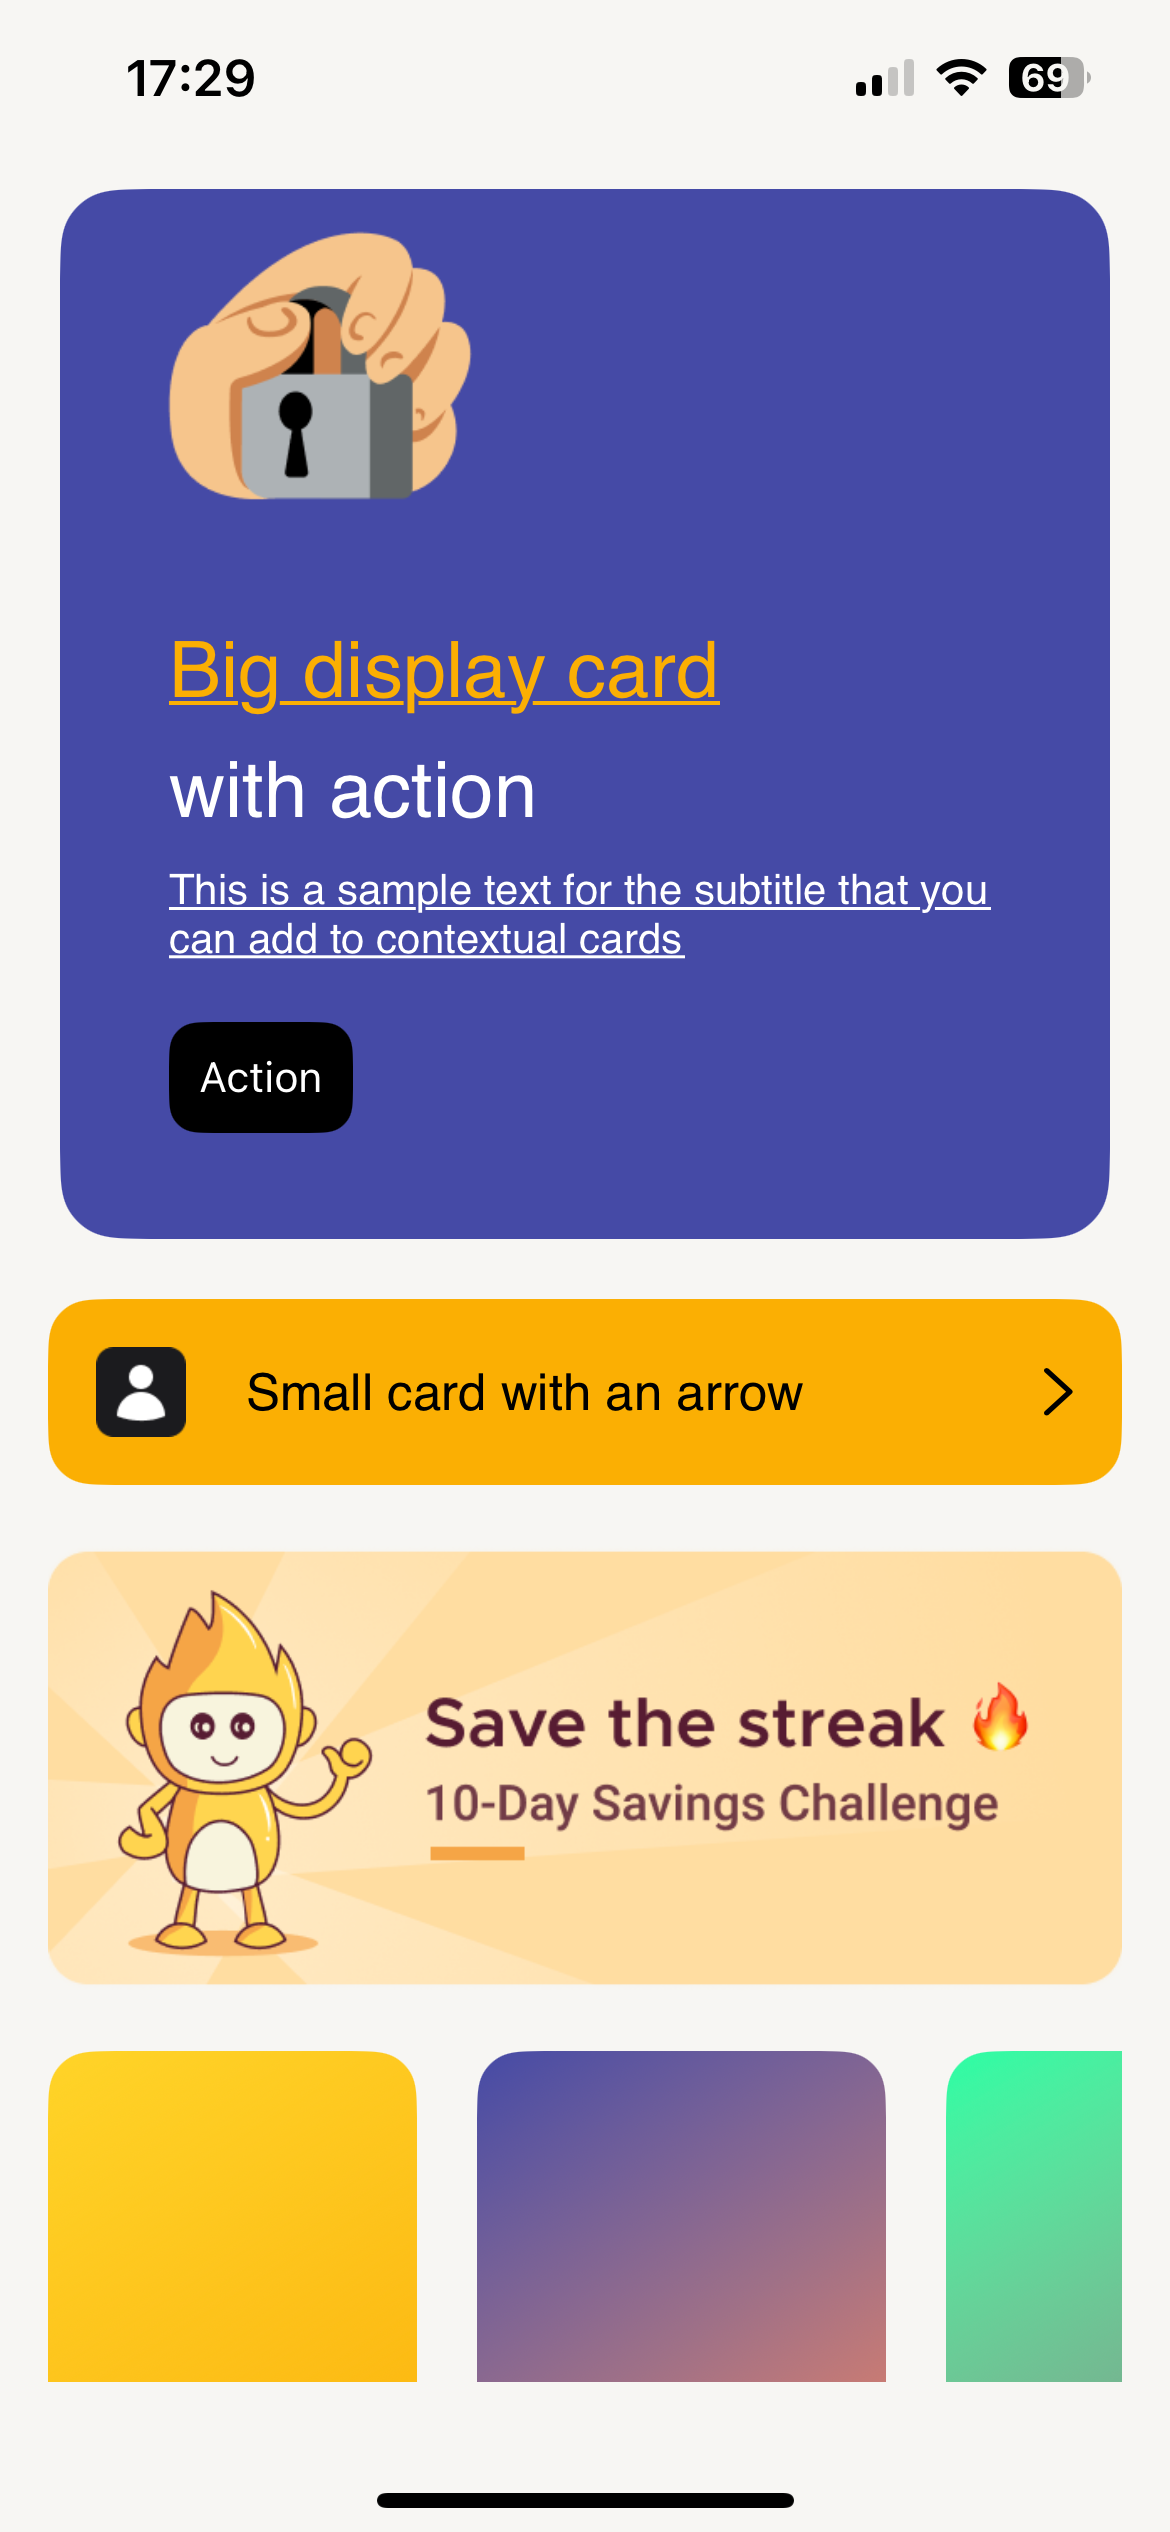 17:29
69
Big display card
with action
This is a sample text for the subtitle that you
can add to contextual cards
Action
Small card with an arrow
Save the streak 🔥
10-Day Savings Challenge